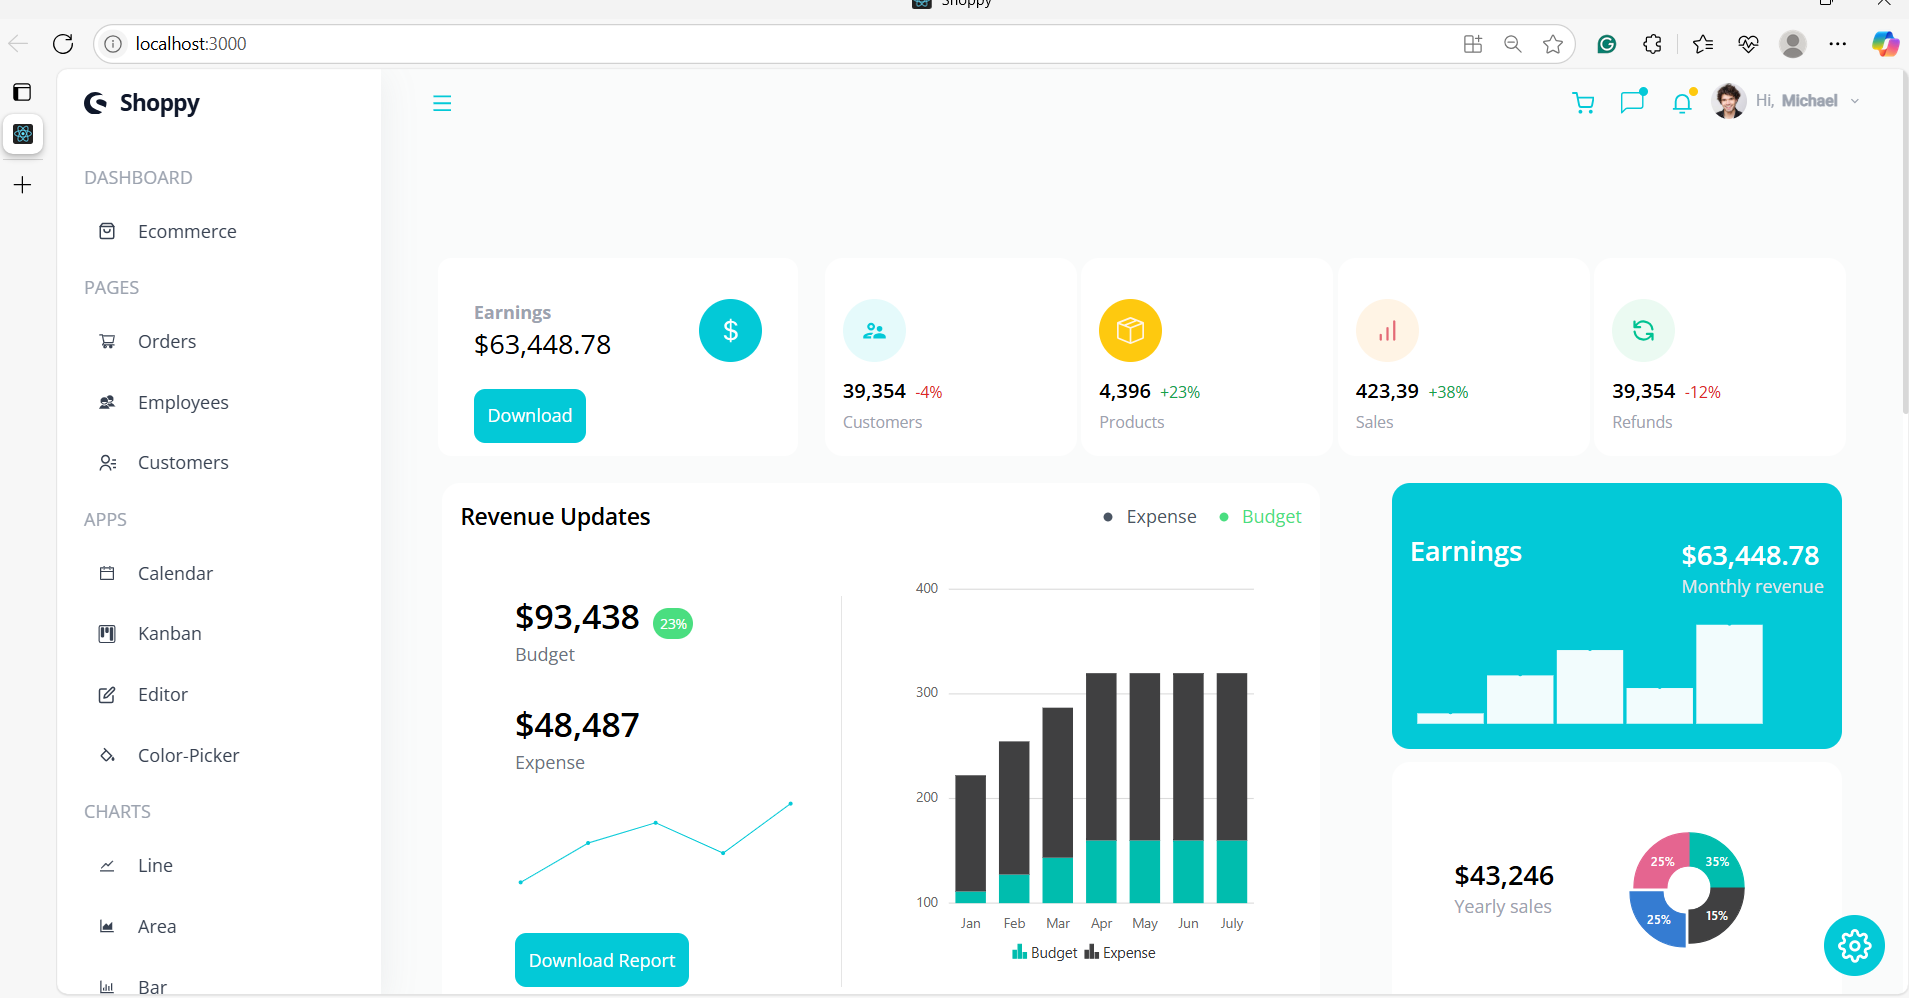 Shoppy
localhost:3000
Shoppy
Hi, Michael
DASHBOARD
Ecommerce
PAGES
Orders
Employees
Customers
APPS
Calendar
Kanban
Editor
Color-Picker
CHARTS
Line
Area
Bar
Earnings
$63,448.78
$
Download
39,354 -4%
Customers
4,396 +23%
Products
423,39 +38%
Sales
39,354 -12%
Refunds
Revenue Updates
Expense
Budget
$93,438 23%
Budget
$48,487
Expense
Download Report
400
300
200
100
Jan Feb Mar Apr May Jun July
Budget Expense
Earnings
$63,448.78
Monthly revenue
$43,246
Yearly sales
25% 35%
25% 15%